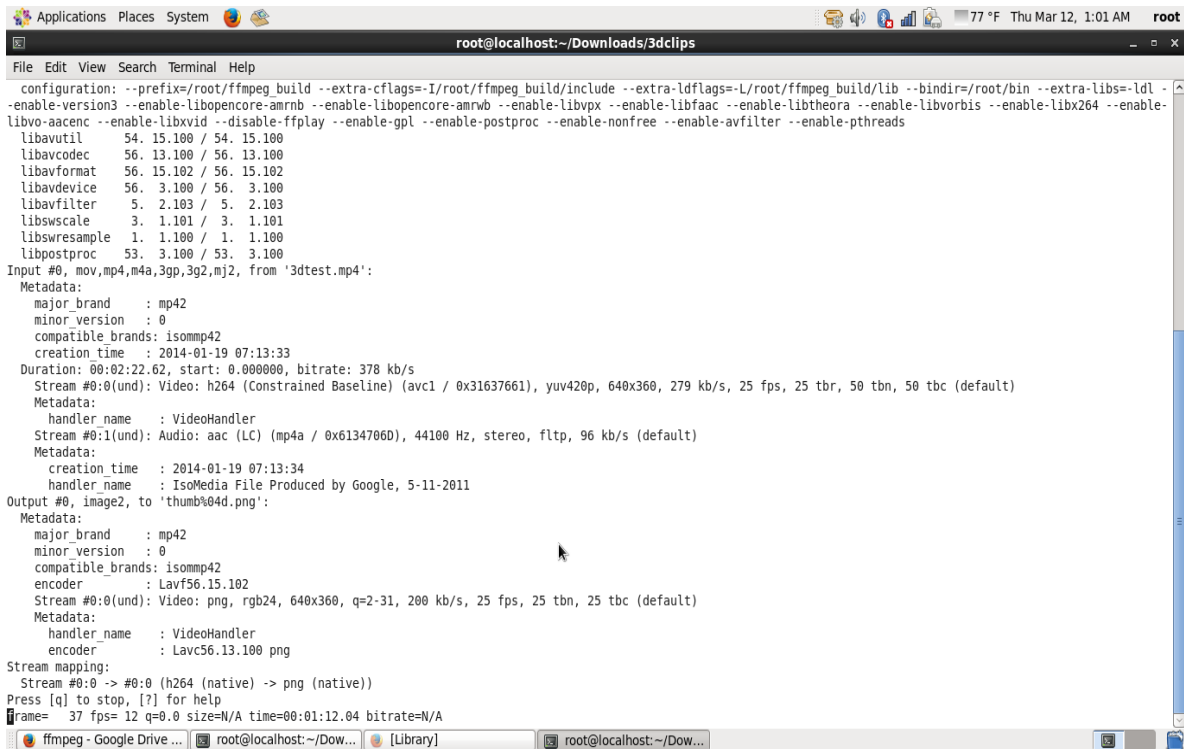 Applications Places System 77 °F Thu Mar 12, 1:01 AM root
root@localhost:~/Downloads/3dclips
File Edit View Search Terminal Help
configuration: --prefix=/root/ffmpeg_build --extra-cflags=-I/root/ffmpeg_build/include --extra-ldflags=-L/root/ffmpeg_build/lib --bindir=/root/bin --extra-libs=-ldl -
-enable-version3 --enable-libopencore-amrnb --enable-libopencore-amrwb --enable-libvpx --enable-libfaac --enable-libtheora --enable-libvorbis --enable-libx264 --enable-
libvo-aacenc --enable-libxvid --disable-ffplay --enable-gpl --enable-postproc --enable-nonfree --enable-avfilter --enable-pthreads
libavutil 54. 15.100 / 54. 15.100
libavcodec 56. 13.100 / 56. 13.100
libavformat 56. 15.102 / 56. 15.102
libavdevice 56. 3.100 / 56. 3.100
libavfilter 5. 2.103 / 5. 2.103
libswscale 3. 1.101 / 3. 1.101
libswresample 1. 1.100 / 1. 1.100
libpostproc 53. 3.100 / 53. 3.100
Input #0, mov,mp4,m4a,3gp,3g2,mj2, from '3dtest.mp4':
Metadata:
major_brand : mp42
minor_version : 0
compatible_brands: isommp42
creation_time : 2014-01-19 07:13:33
Duration: 00:02:22.62, start: 0.000000, bitrate: 378 kb/s
Stream #0:0(und): Video: h264 (Constrained Baseline) (avc1 / 0x31637661), yuv420p, 640x360, 279 kb/s, 25 fps, 25 tbr, 50 tbn, 50 tbc (default)
Metadata:
handler_name : VideoHandler
Stream #0:1(und): Audio: aac (LC) (mp4a / 0x6134706D), 44100 Hz, stereo, fltp, 96 kb/s (default)
Metadata:
creation_time : 2014-01-19 07:13:34
handler_name : IsoMedia File Produced by Google, 5-11-2011
Output #0, image2, to 'thumb%04d.png':
Metadata:
major_brand : mp42
minor_version : 0
compatible_brands: isommp42
encoder : Lavf56.15.102
Stream #0:0(und): Video: png, rgb24, 640x360, q=2-31, 200 kb/s, 25 fps, 25 tbn, 25 tbc (default)
Metadata:
handler_name : VideoHandler
encoder : Lavc56.13.100 png
Stream mapping:
Stream #0:0 -> #0:0 (h264 (native) -> png (native))
Press [q] to stop, [?] for help
frame= 37 fps= 12 q=0.0 size=N/A time=00:01:12.04 bitrate=N/A
ffmpeg - Google Drive ... root@localhost:~/Dow... [Library] root@localhost:~/Dow...